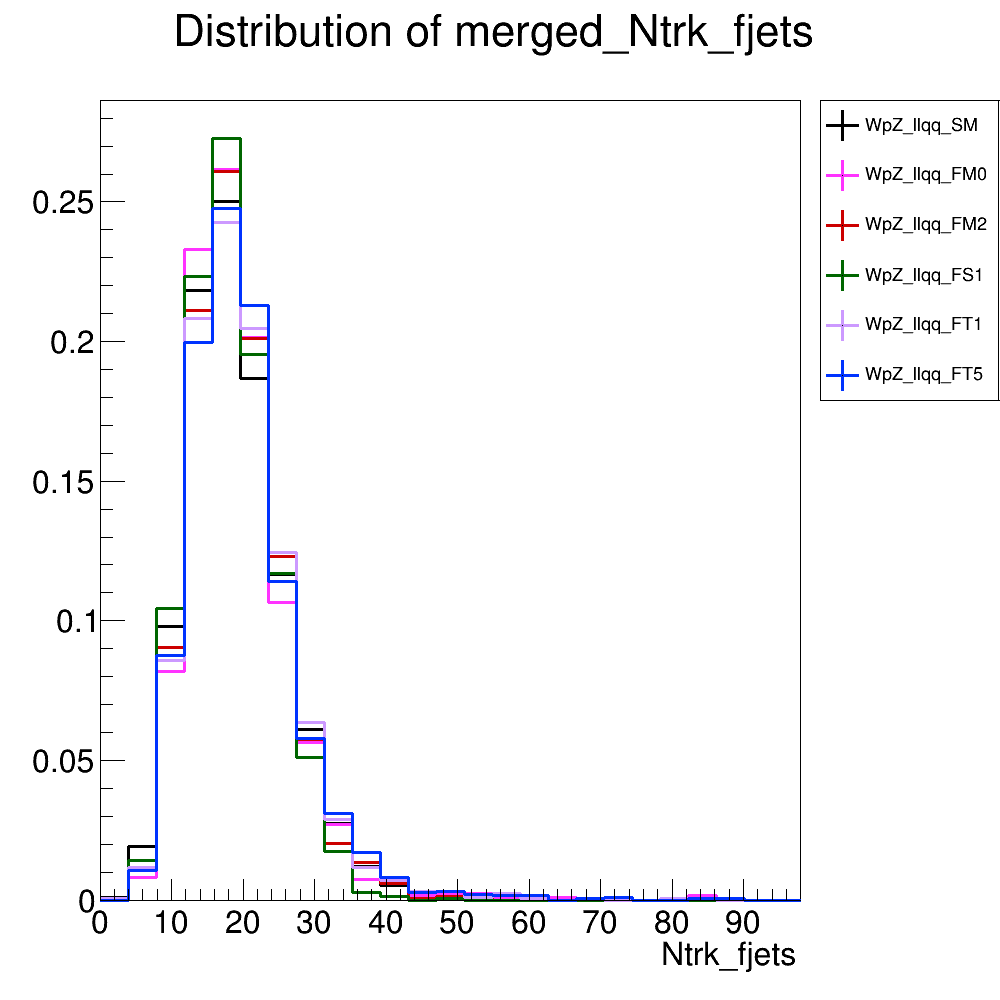 Distribution of merged_Ntrk_fjets
WpZ_llqq_SM
WpZ_llqq_FM0
WpZ_llqq_FM2
WpZ_llqq_FS1
WpZ_llqq_FT1
WpZ_llqq_FT5
0.25
0.2
0.15
0.1
0.05
0
0 10 20 30 40 50 60 70 80 90
Ntrk_fjets